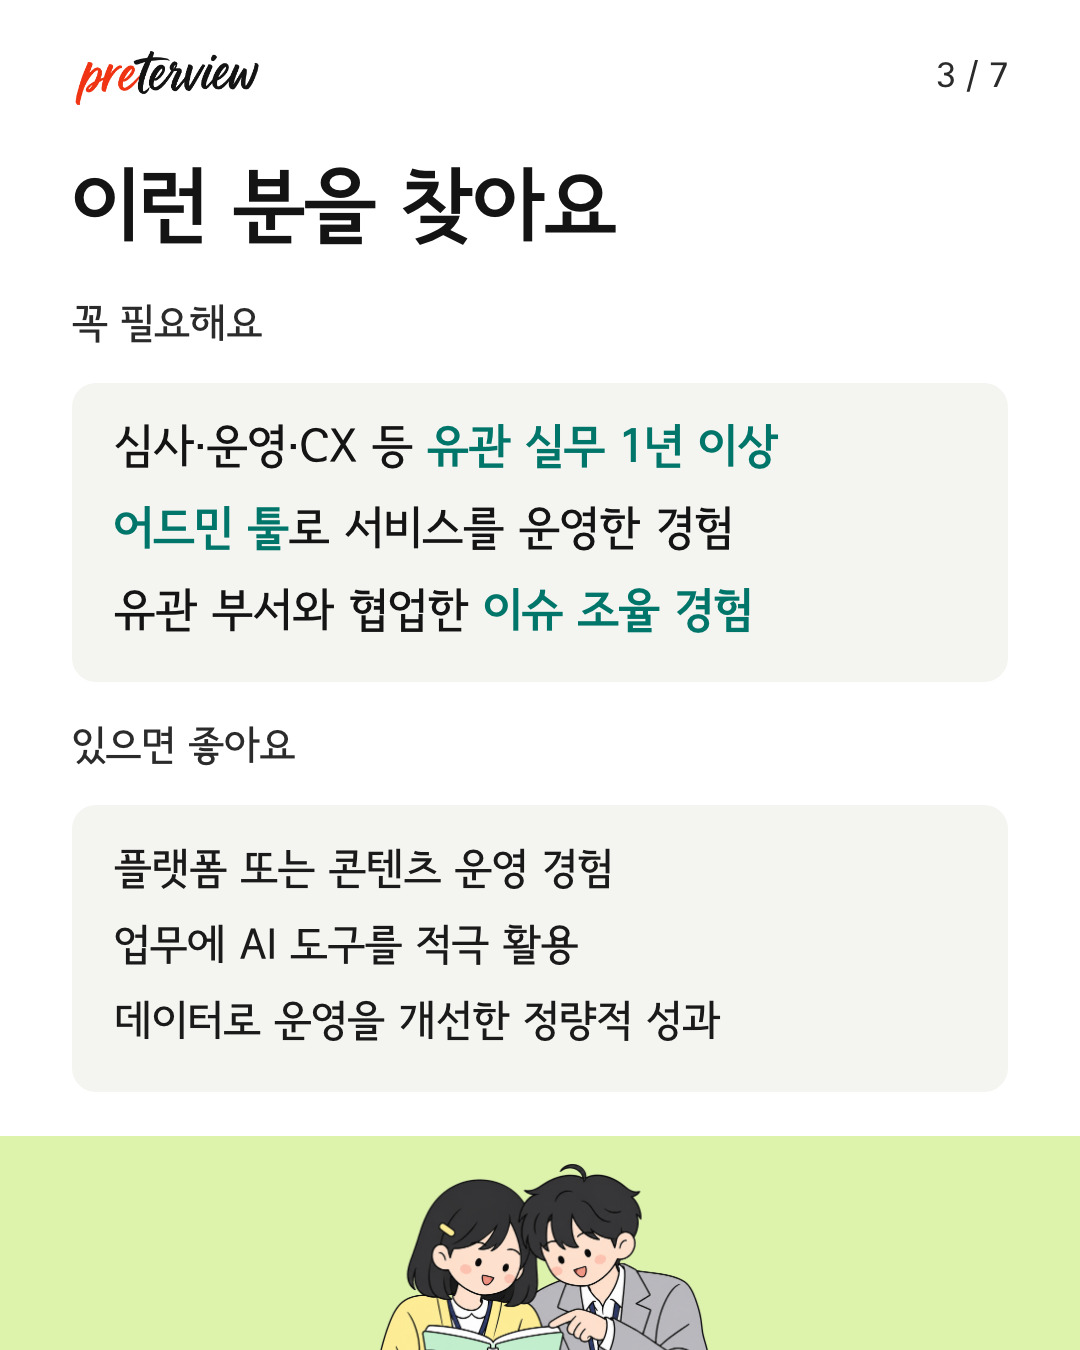 preterview
3 / 7
이런 분을 찾아요
꼭 필요해요
심사·운영·CX 등 유관 실무 1년 이상
어드민 툴로 서비스를 운영한 경험
유관 부서와 협업한 이슈 조율 경험
있으면 좋아요
플랫폼 또는 콘텐츠 운영 경험
업무에 AI 도구를 적극 활용
데이터로 운영을 개선한 정량적 성과